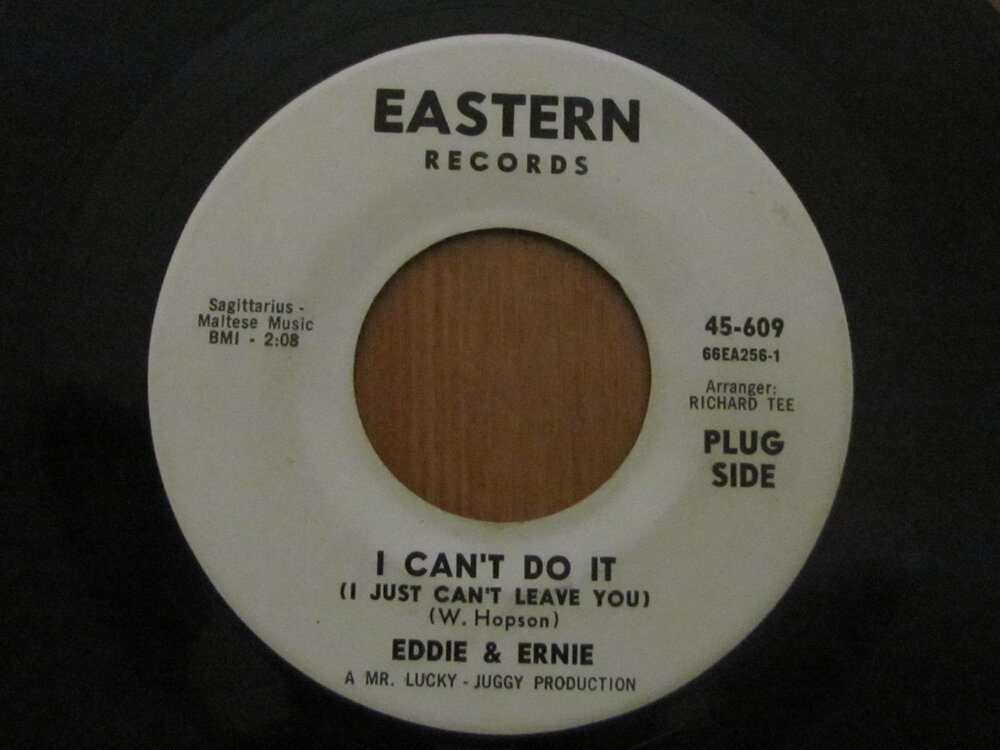 EASTERN
RECORDS
Sagittarius -
Maltese Music
BMI - 2:08
45-609
66EA256-1
Arranger:
RICHARD TEE
PLUG
SIDE
I CAN'T DO IT
(I JUST CAN'T LEAVE YOU)
(W. Hopson)
EDDIE & ERNIE
A MR. LUCKY - JUGGY PRODUCTION